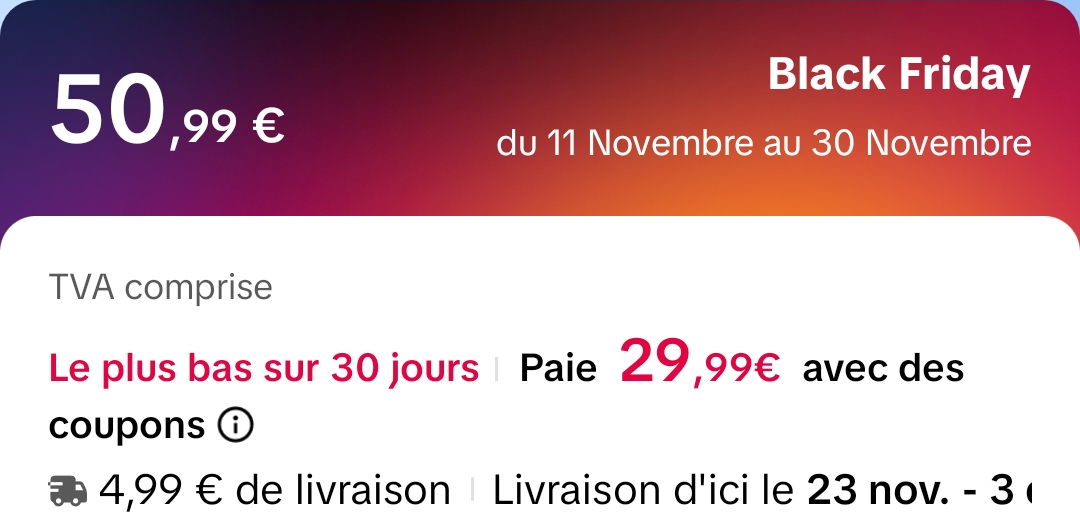 50,99 €
Black Friday
du 11 Novembre au 30 Novembre
TVA comprise
Le plus bas sur 30 jours | Paie 29,99€ avec des
coupons
4,99 € de livraison | Livraison d'ici le 23 nov. - 3